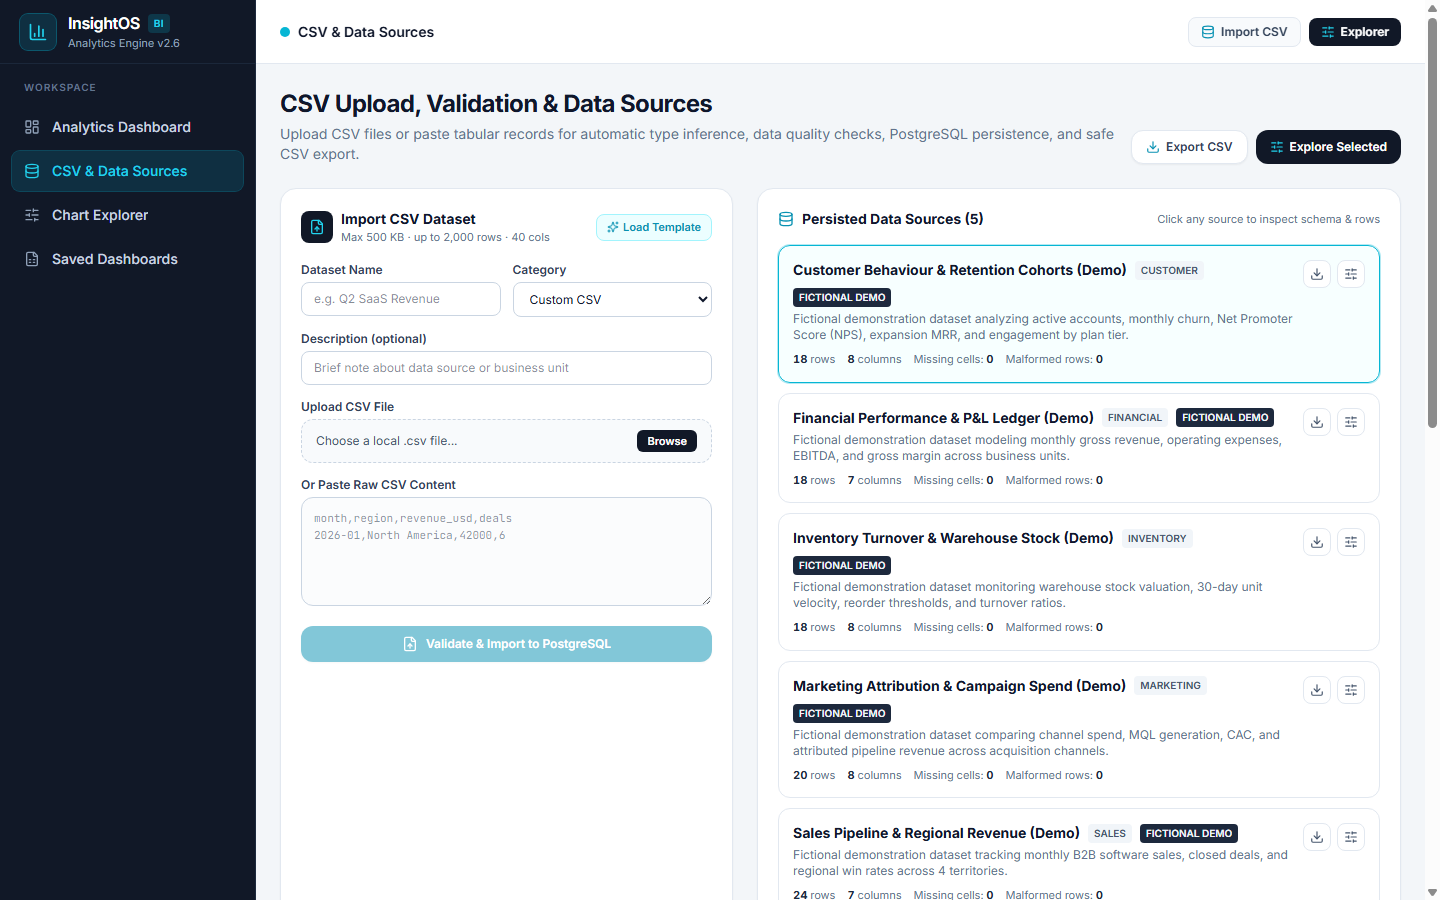 InsightOS BI
Analytics Engine v2.6
WORKSPACE
Analytics Dashboard
CSV & Data Sources
Chart Explorer
Saved Dashboards
CSV & Data Sources
Import CSV
Explorer
CSV Upload, Validation & Data Sources
Upload CSV files or paste tabular records for automatic type inference, data quality checks, PostgreSQL persistence, and safe
CSV export.
Export CSV
Explore Selected
Import CSV Dataset
Max 500 KB · up to 2,000 rows · 40 cols
Load Template
Dataset Name
Category
e.g. Q2 SaaS Revenue
Custom CSV
Description (optional)
Brief note about data source or business unit
Upload CSV File
Choose a local .csv file...
Browse
Or Paste Raw CSV Content
month,region,revenue_usd,deals
2026-01,North America,42000,6
Validate & Import to PostgreSQL
Persisted Data Sources (5)
Click any source to inspect schema & rows
Customer Behaviour & Retention Cohorts (Demo) CUSTOMER
FICTIONAL DEMO
Fictional demonstration dataset analyzing active accounts, monthly churn, Net Promoter
Score (NPS), expansion MRR, and engagement by plan tier.
18 rows 8 columns Missing cells: 0 Malformed rows: 0
Financial Performance & P&L Ledger (Demo) FINANCIAL FICTIONAL DEMO
Fictional demonstration dataset modeling monthly gross revenue, operating expenses,
EBITDA, and gross margin across business units.
18 rows 7 columns Missing cells: 0 Malformed rows: 0
Inventory Turnover & Warehouse Stock (Demo) INVENTORY
FICTIONAL DEMO
Fictional demonstration dataset monitoring warehouse stock valuation, 30-day unit
velocity, reorder thresholds, and turnover ratios.
18 rows 8 columns Missing cells: 0 Malformed rows: 0
Marketing Attribution & Campaign Spend (Demo) MARKETING
FICTIONAL DEMO
Fictional demonstration dataset comparing channel spend, MQL generation, CAC, and
attributed pipeline revenue across acquisition channels.
20 rows 8 columns Missing cells: 0 Malformed rows: 0
Sales Pipeline & Regional Revenue (Demo) SALES FICTIONAL DEMO
Fictional demonstration dataset tracking monthly B2B software sales, closed deals, and
regional win rates across 4 territories.
24 rows 7 columns Missing cells: 0 Malformed rows: 0